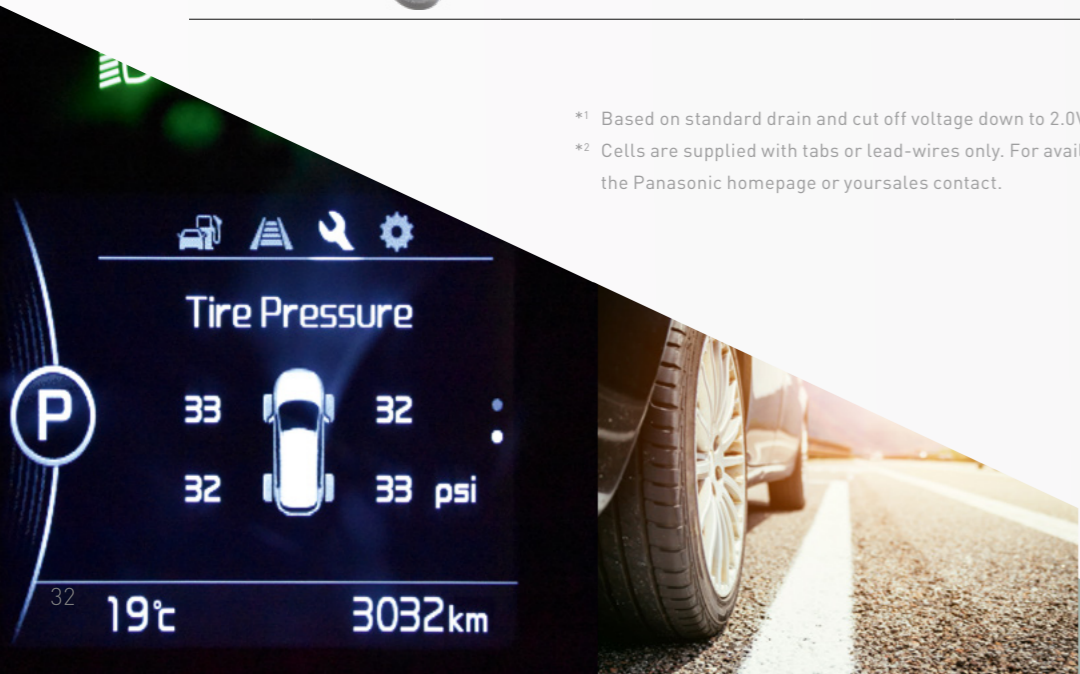 *1 Based on standard drain and cut off voltage down to 2.0V
*2 Cells are supplied with tabs or lead-wires only. For
the Panasonic homepage or yoursales contact.
Tire Pressure
33 32
P
32 33 psi
32
19℃ 3032km